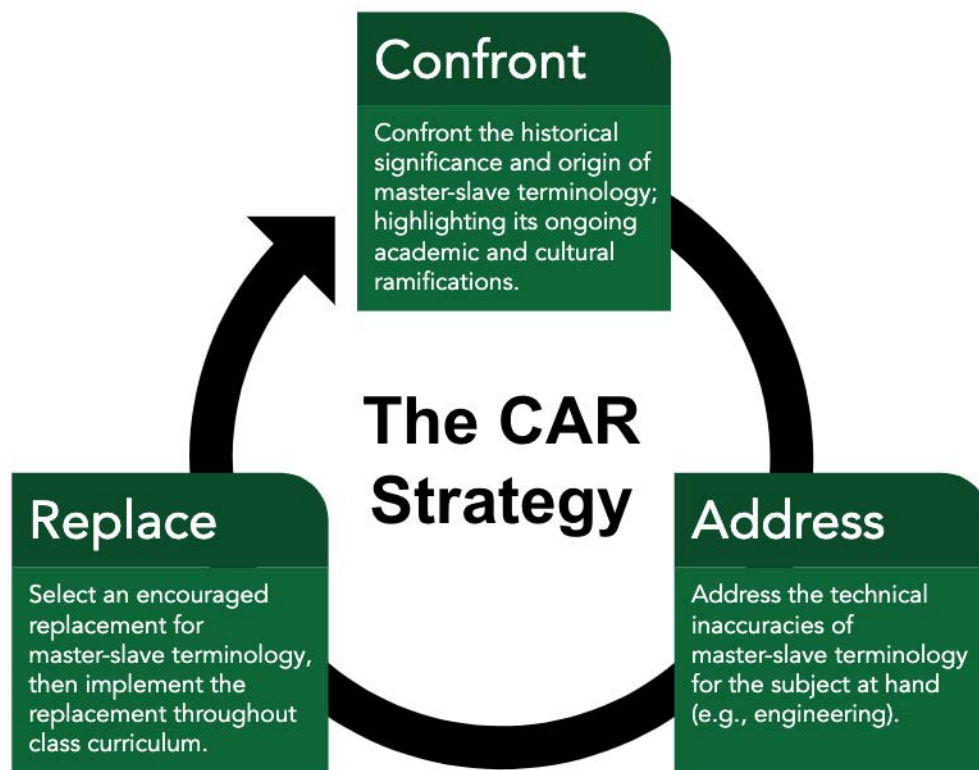 Confront
Confront the historical
significance and origin of
master-slave terminology;
highlighting its ongoing
academic and cultural
ramifications.
The CAR
Strategy
Address
Address the technical
inaccuracies of
master-slave terminology
for the subject at hand
(e.g., engineering).
Replace
Select an encouraged
replacement for
master-slave terminology,
then implement the
replacement throughout
class curriculum.